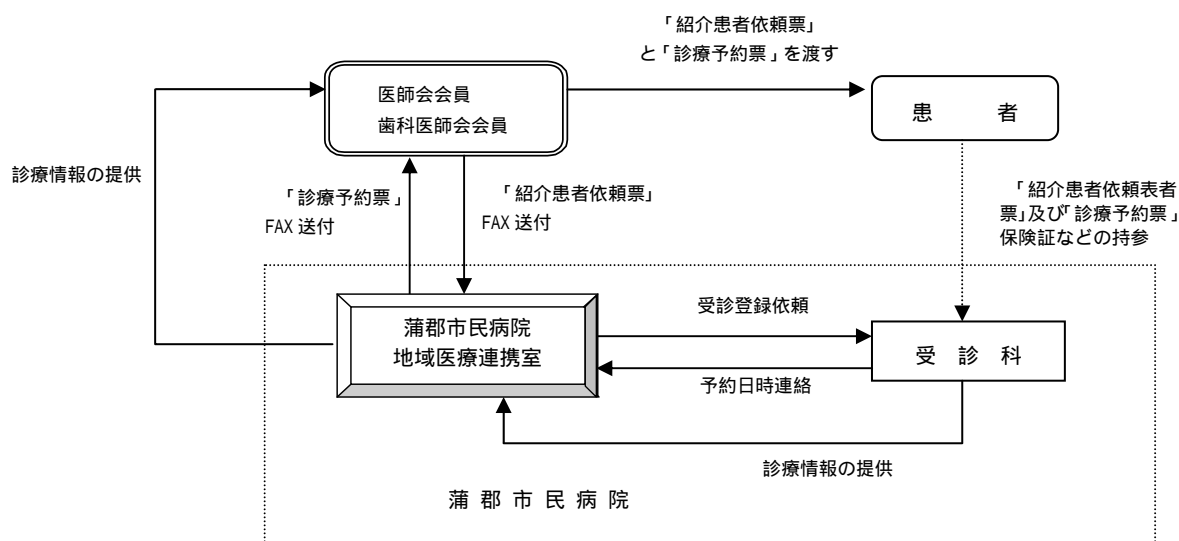 「紹介患者依頼票」
と「診療予約票」を渡す
医師会会員
歯科医師会会員
患者
診療情報の提供
「診療予約票」
FAX 送付
「紹介患者依頼票」
FAX 送付
「紹介患者依頼表者
票」及び「診療予約票」
保険証などの持参
蒲郡市民病院
地域医療連携室
受診登録依頼
受診科
予約日時連絡
診療情報の提供
蒲郡市民病院